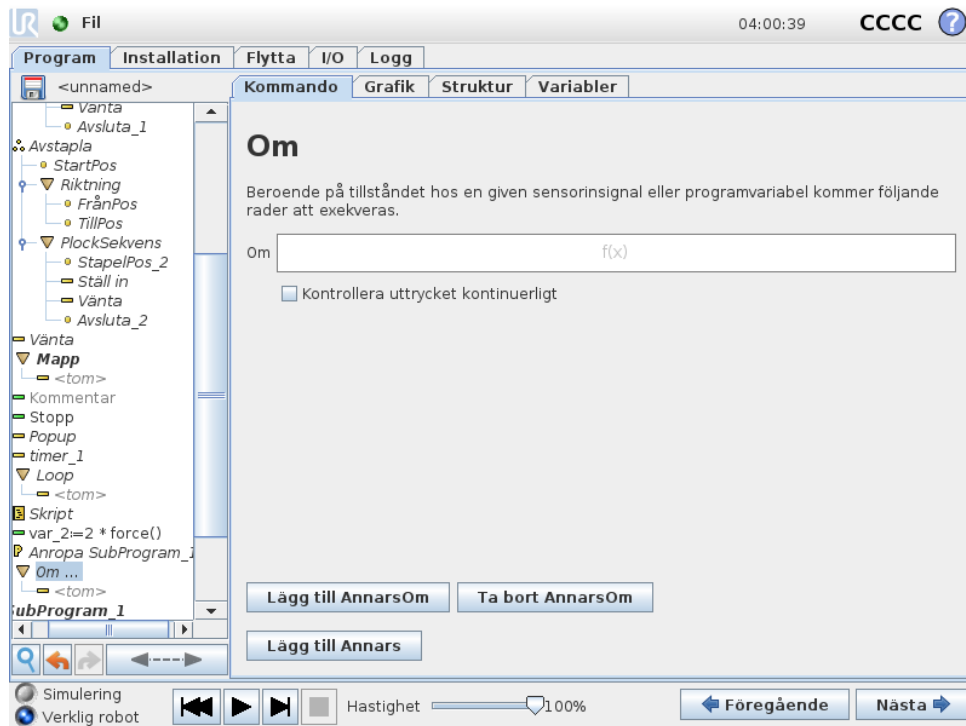 UR Fil 04:00:39 CCCC ?
Program Installation Flytta I/O Logg
<unnamed>
Kommando Grafik Struktur Variabler
Vänta
Avsluta_1
Avstapla
StartPos
Riktning
FrånPos
TillPos
PlockSekvens
StapelPos_2
Ställ in
Vänta
Avsluta_2
Vänta
Mapp
<tom>
Kommentar
Stopp
Popup
timer_1
Loop
<tom>
Skript
var_2:=2 * force()
Anropa SubProgram_1
Om ...
<tom>
SubProgram_1
Om
Beroende på tillståndet hos en given sensorinsignal eller programvariabel kommer följande
rader att exekveras.
Om f(x)
Kontrollera uttrycket kontinuerligt
Lägg till AnnarsOm Ta bort AnnarsOm
Lägg till Annars
Simulering
Verklig robot
Hastighet 100%
Föregående Nästa